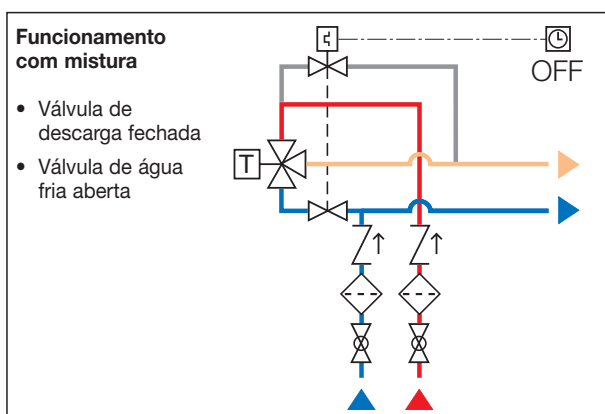 Funcionamento
com mistura
• Válvula de
descarga fechada
• Válvula de água
fria aberta
OFF
T